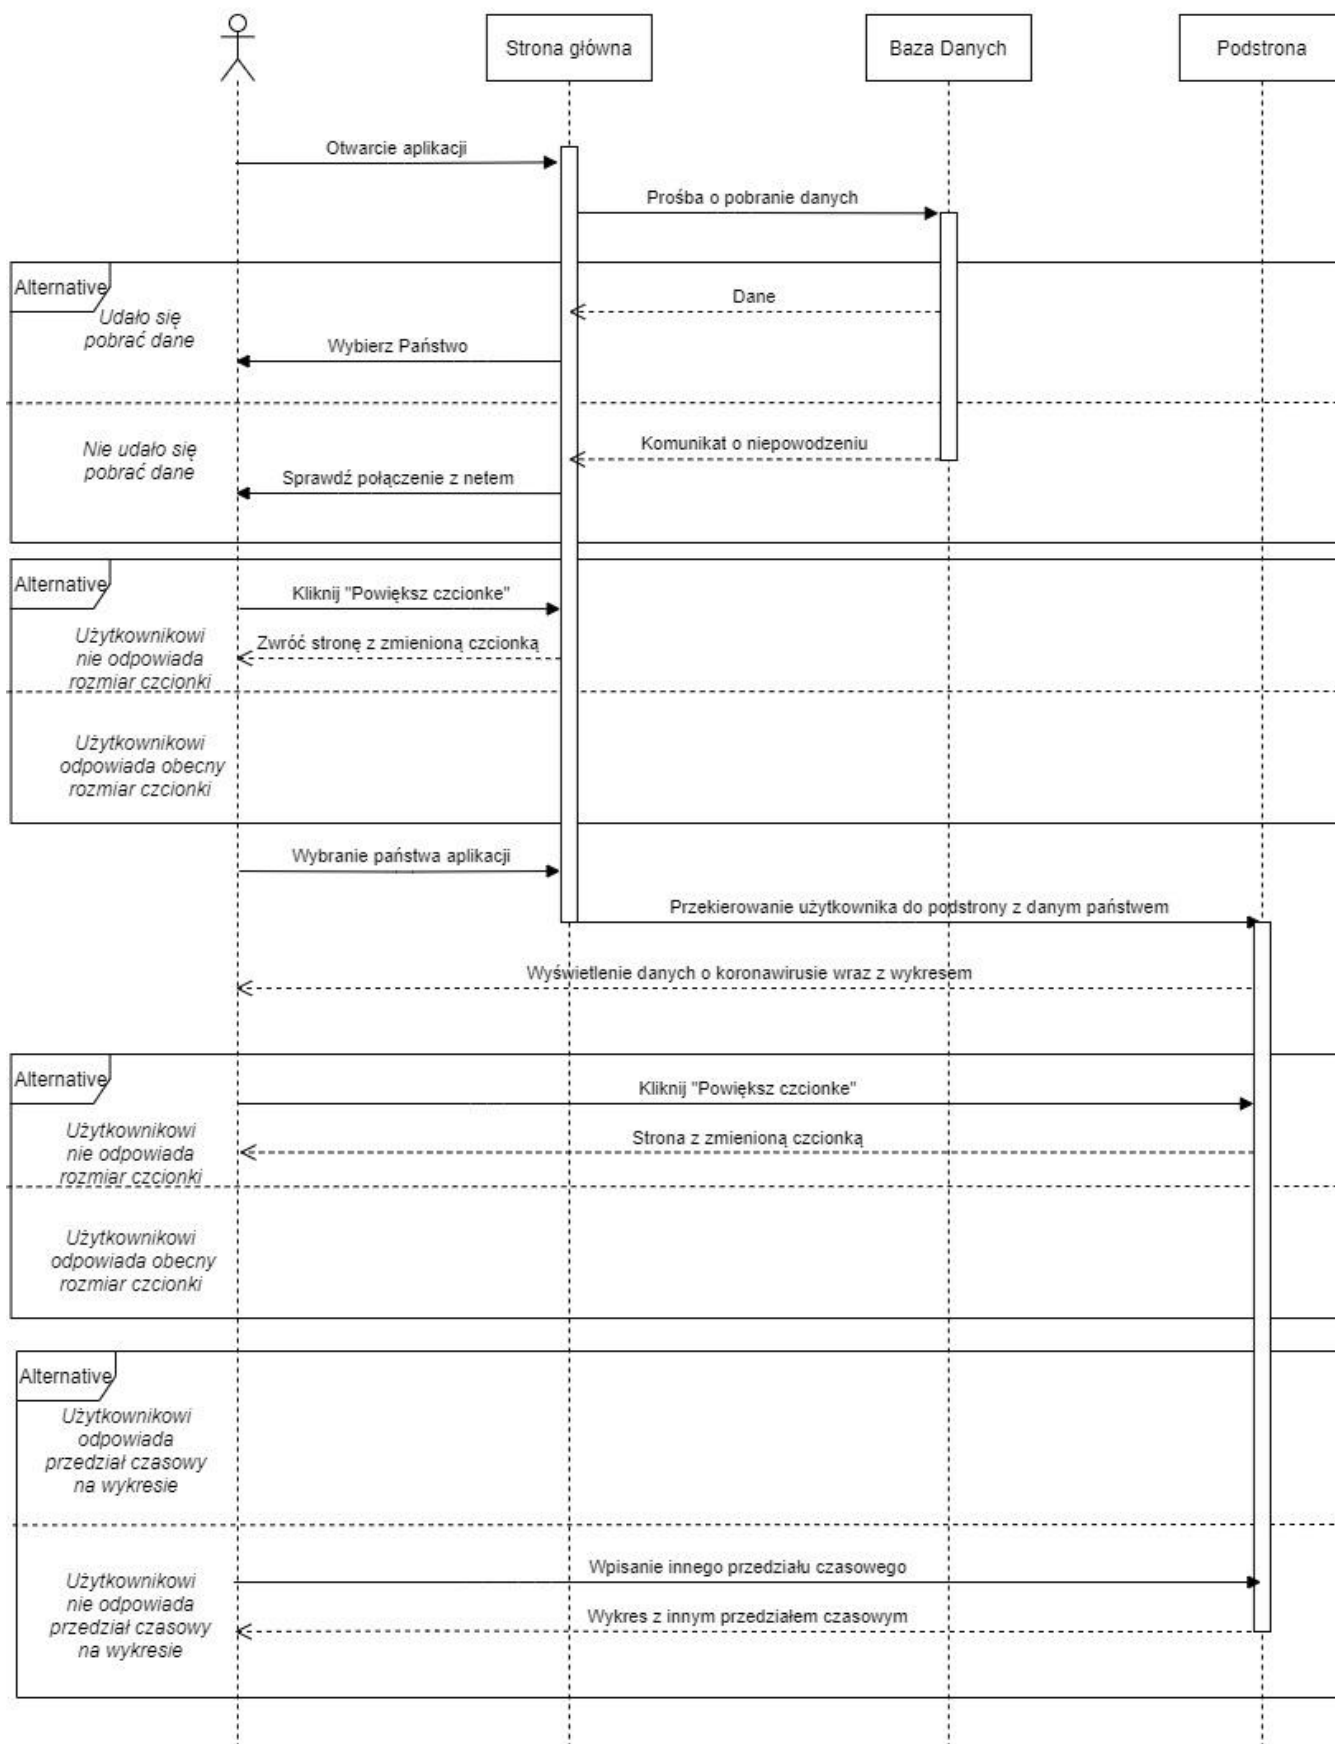 Strona główna
Baza Danych
Podstrona
Otwarcie aplikacji
Prośba o pobranie danych
Alternative
Udało się
pobrać dane
Dane
Wybierz Państwo
Nie udało się
pobrać dane
Komunikat o niepowodzeniu
Sprawdź połączenie z netem
Alternative
Kliknij "Powiększ czcionke"
Użytkownikowi
nie odpowiada
rozmiar czcionki
Zwróć stronę z zmienioną czcionką
Użytkownikowi
odpowiada obecny
rozmiar czcionki
Wybranie państwa aplikacji
Przekierowanie użytkownika do podstrony z danym państwem
Wyświetlenie danych o koronawirusie wraz z wykresem
Alternative
Kliknij "Powiększ czcionke"
Użytkownikowi
nie odpowiada
rozmiar czcionki
Strona z zmienioną czcionką
Użytkownikowi
odpowiada obecny
rozmiar czcionki
Alternative
Użytkownikowi
odpowiada
przedział czasowy
na wykresie
Wpisanie innego przedziału czasowego
Użytkownikowi
nie odpowiada
przedział czasowy
na wykresie
Wykres z innym przedziałem czasowym